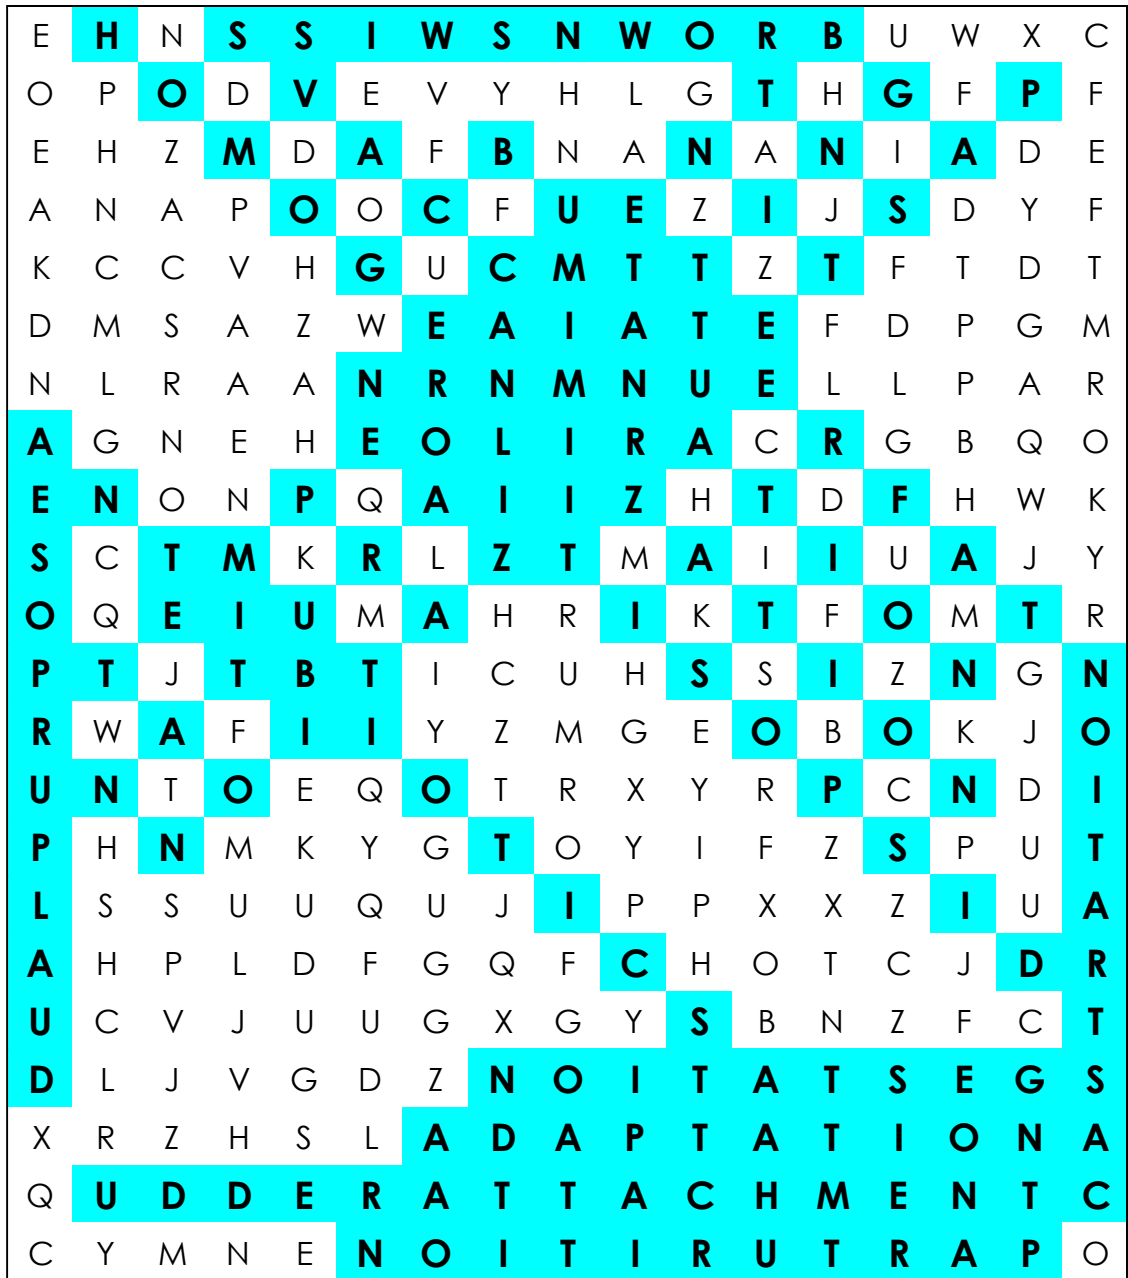 E H N S S I W S N W O R B U W X C
O P O D V E V Y H L G T H G F P F
E H Z M D A F B N A N A N I A D E
A N A P O O C F U E Z I J S D Y F
K C C V H G U C M T T Z T F T D T
D M S A Z W E A I A T E F D P G M
N L R A A N R N M N U E L L P A R
A G N E H E O L I R A C R G B Q O
E N O N P Q A I I Z H T D F H W K
S C T M K R L Z T M A I I U A J Y
O Q E I U M A H R I K T F O M T R
P T J T B T I C U H S S I Z N G N
R W A F I I Y Z M G E O B O K J O
U N T O E Q O T R X Y R P C N D I
P H N M K Y G T O Y I F Z S P U T
L S S U U Q U J I P P X X Z I U A
A H P L D F G Q F C H O T C J D R
U C V J U U G X G Y S B N Z F C T
D L J V G D Z N O I T A T S E G S
X R Z H S L A D A P T A T I O N A
Q U D D E R A T T A C H M E N T C
C Y M N E N O I T I R U T R A P O